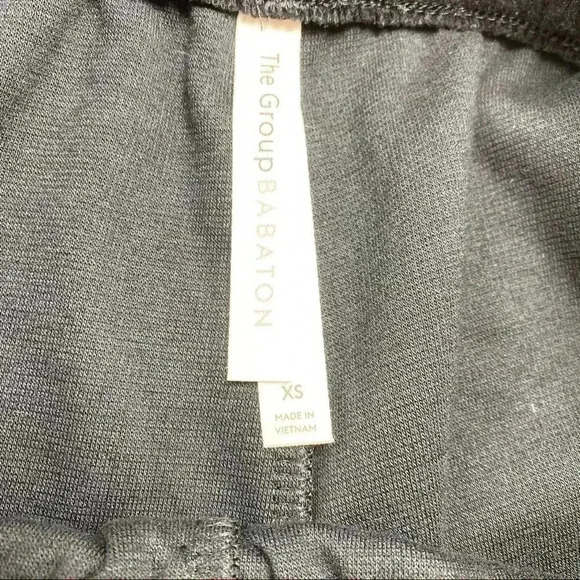 The Group BABATON
XS
MADE IN
VIETNAM